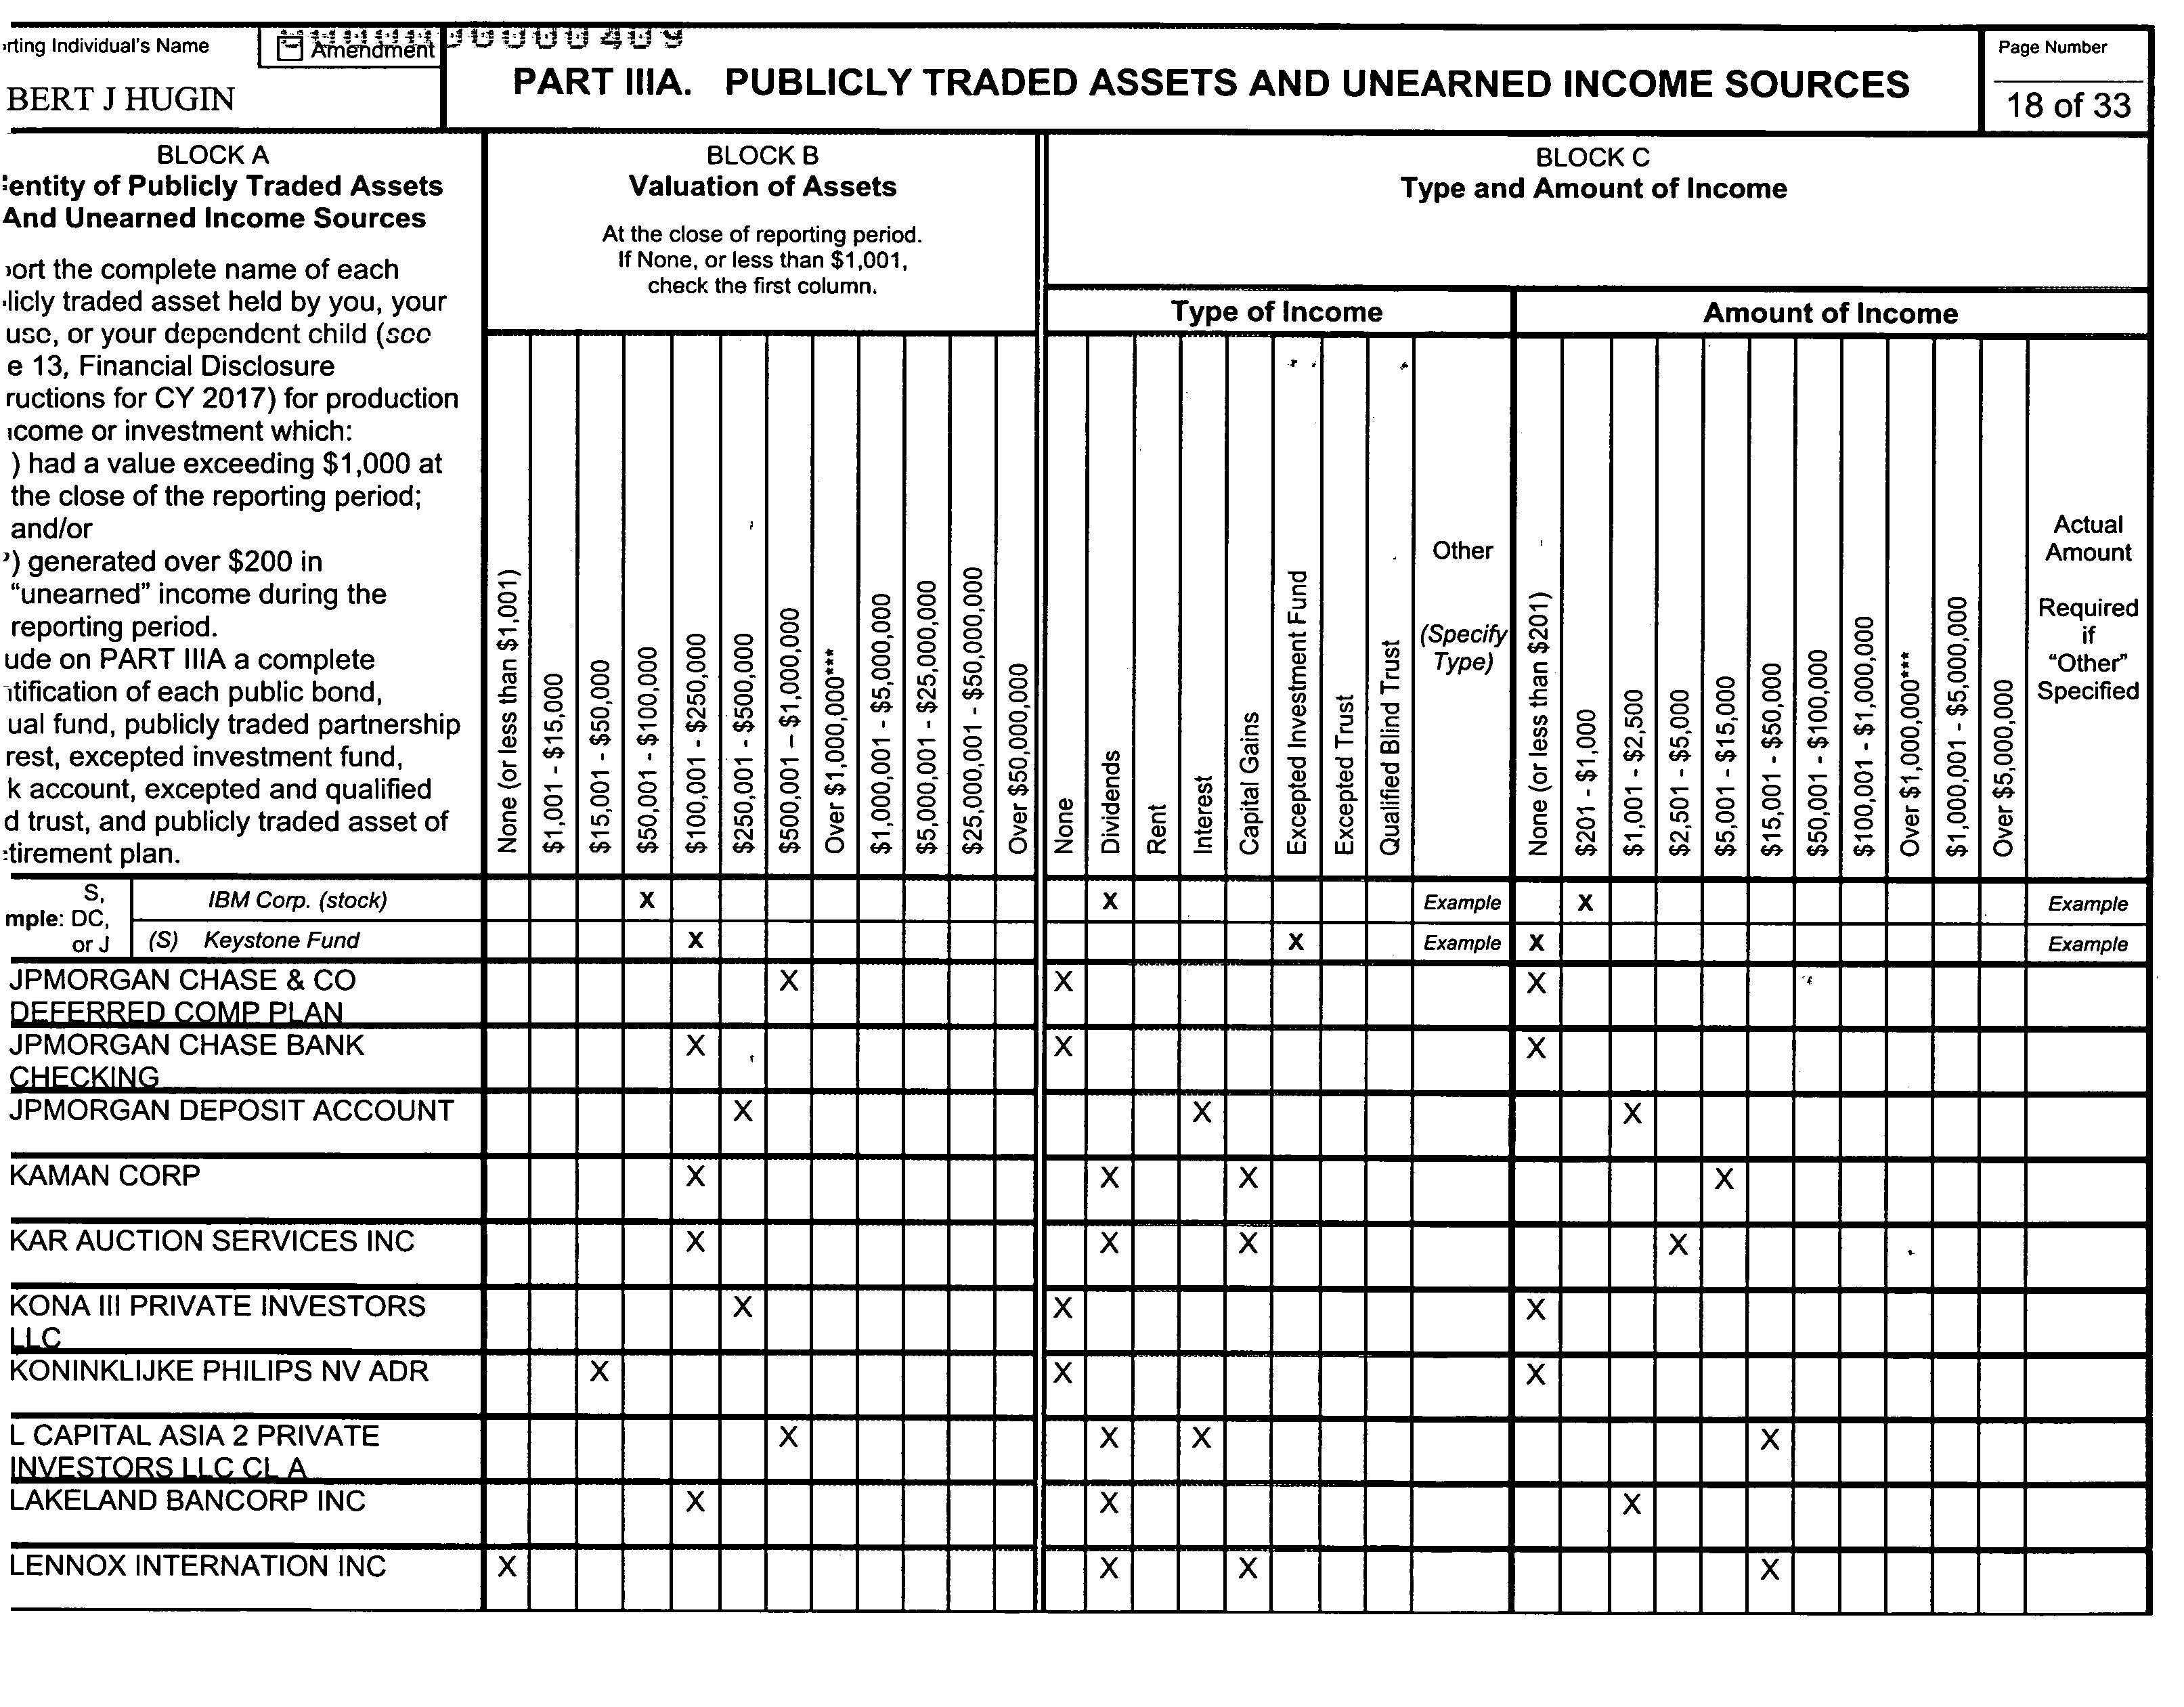 rting Individual's Name
Amendment
00000409
BERT J HUGIN
PART IIIA. PUBLICLY TRADED ASSETS AND UNEARNED INCOME SOURCES
Page Number
18 of 33
BLOCK A
entity of Publicly Traded Assets
And Unearned Income Sources
ort the complete name of each
licly traded asset held by you, your
use, or your dependent child (see
e 13, Financial Disclosure
ructions for CY 2017) for production
come or investment which:
) had a value exceeding $1,000 at
the close of the reporting period;
and/or
) generated over $200 in
“unearned” income during the
reporting period.
ude on PART IIIA a complete
tification of each public bond,
ual fund, publicly traded partnership
rest, excepted investment fund,
k account, excepted and qualified
d trust, and publicly traded asset of
tirement plan.
BLOCK B
Valuation of Assets
At the close of reporting period.
If None, or less than $1,001,
check the first column.
None (or less than $1,001)
$1,001 - $15,000
$15,001 - $50,000
$50,001 - $100,000
$100,001 - $250,000
$250,001 - $500,000
$500,001 – $1,000,000
Over $1,000,000***
$1,000,001 - $5,000,000
$5,000,001 - $25,000,000
$25,000,001 - $50,000,000
Over $50,000,000
BLOCK C
Type and Amount of Income
Type of Income
None
Dividends
Rent
Interest
Capital Gains
Excepted Investment Fund
Excepted Trust
Qualified Blind Trust
Other
(Specify
Type)
Amount of Income
None (or less than $201)
$201 - $1,000
$1,001 - $2,500
$2,501 - $5,000
$5,001 - $15,000
$15,001 - $50,000
$50,001 - $100,000
$100,001 - $1,000,000
Over $1,000,000***
$1,000,001 - $5,000,000
Over $5,000,000
Actual
Amount
Required
if
“Other”
Specified
S,
mple: DC,
or J
IBM Corp. (stock) X X Example X Example
(S) Keystone Fund X X Example X Example
JPMORGAN CHASE & CO X X X
DEFERRED COMP PLAN
JPMORGAN CHASE BANK X X X
CHECKING
JPMORGAN DEPOSIT ACCOUNT X X X
KAMAN CORP X X X X
KAR AUCTION SERVICES INC X X X X
KONA III PRIVATE INVESTORS X X X
LLC
KONINKLIJKE PHILIPS NV ADR X X X
L CAPITAL ASIA 2 PRIVATE X X X X
INVESTORS LLC CL A
LAKELAND BANCORP INC X X X
LENNOX INTERNATION INC X X X X